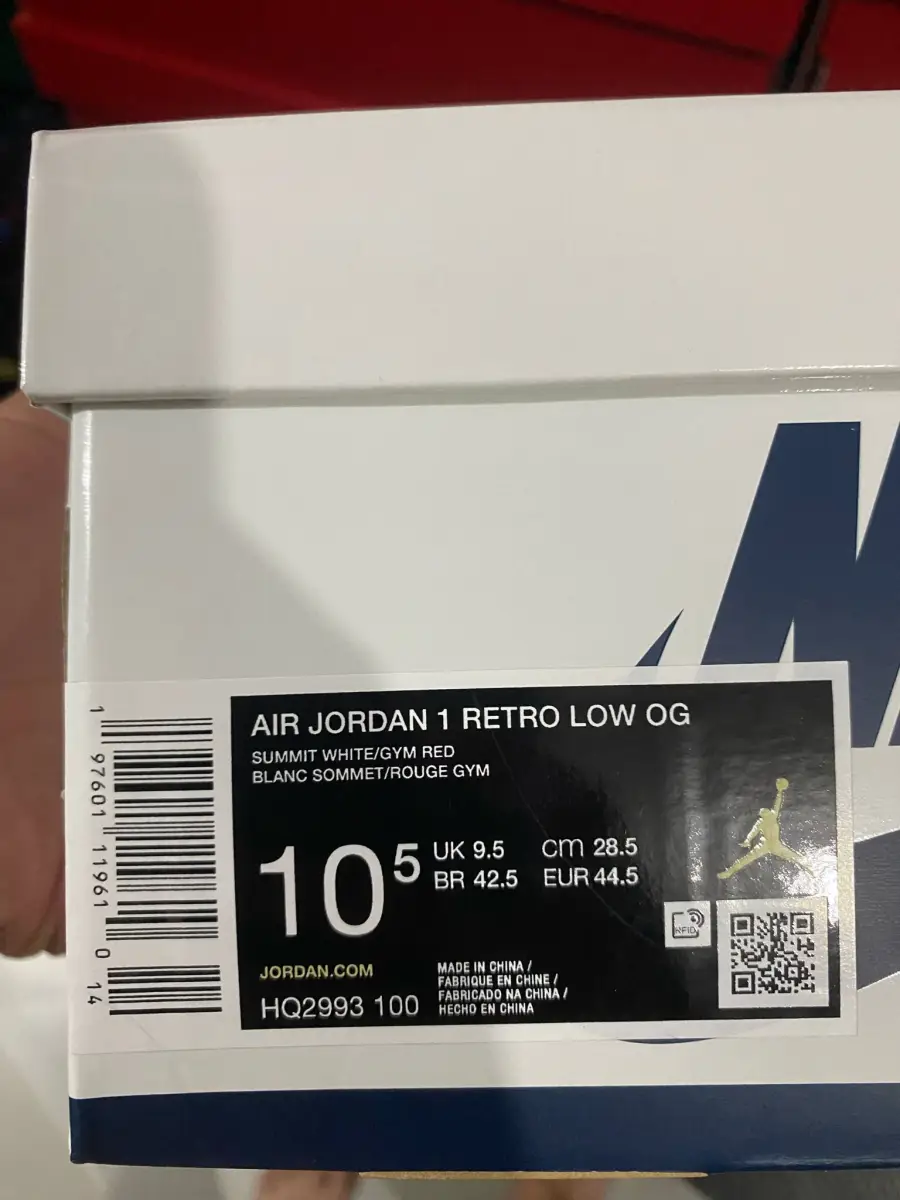 AIR JORDAN 1 RETRO LOW OG
SUMMIT WHITE/GYM RED
BLANC SOMMET/ROUGE GYM
10 5
UK 9.5 cm 28.5
BR 42.5 EUR 44.5
RFID
JORDAN.COM
HQ2993 100
MADE IN CHINA /
FABRIQUE EN CHINE /
FABRICADO NA CHINA /
HECHO EN CHINA
1 97601 11961 0 14